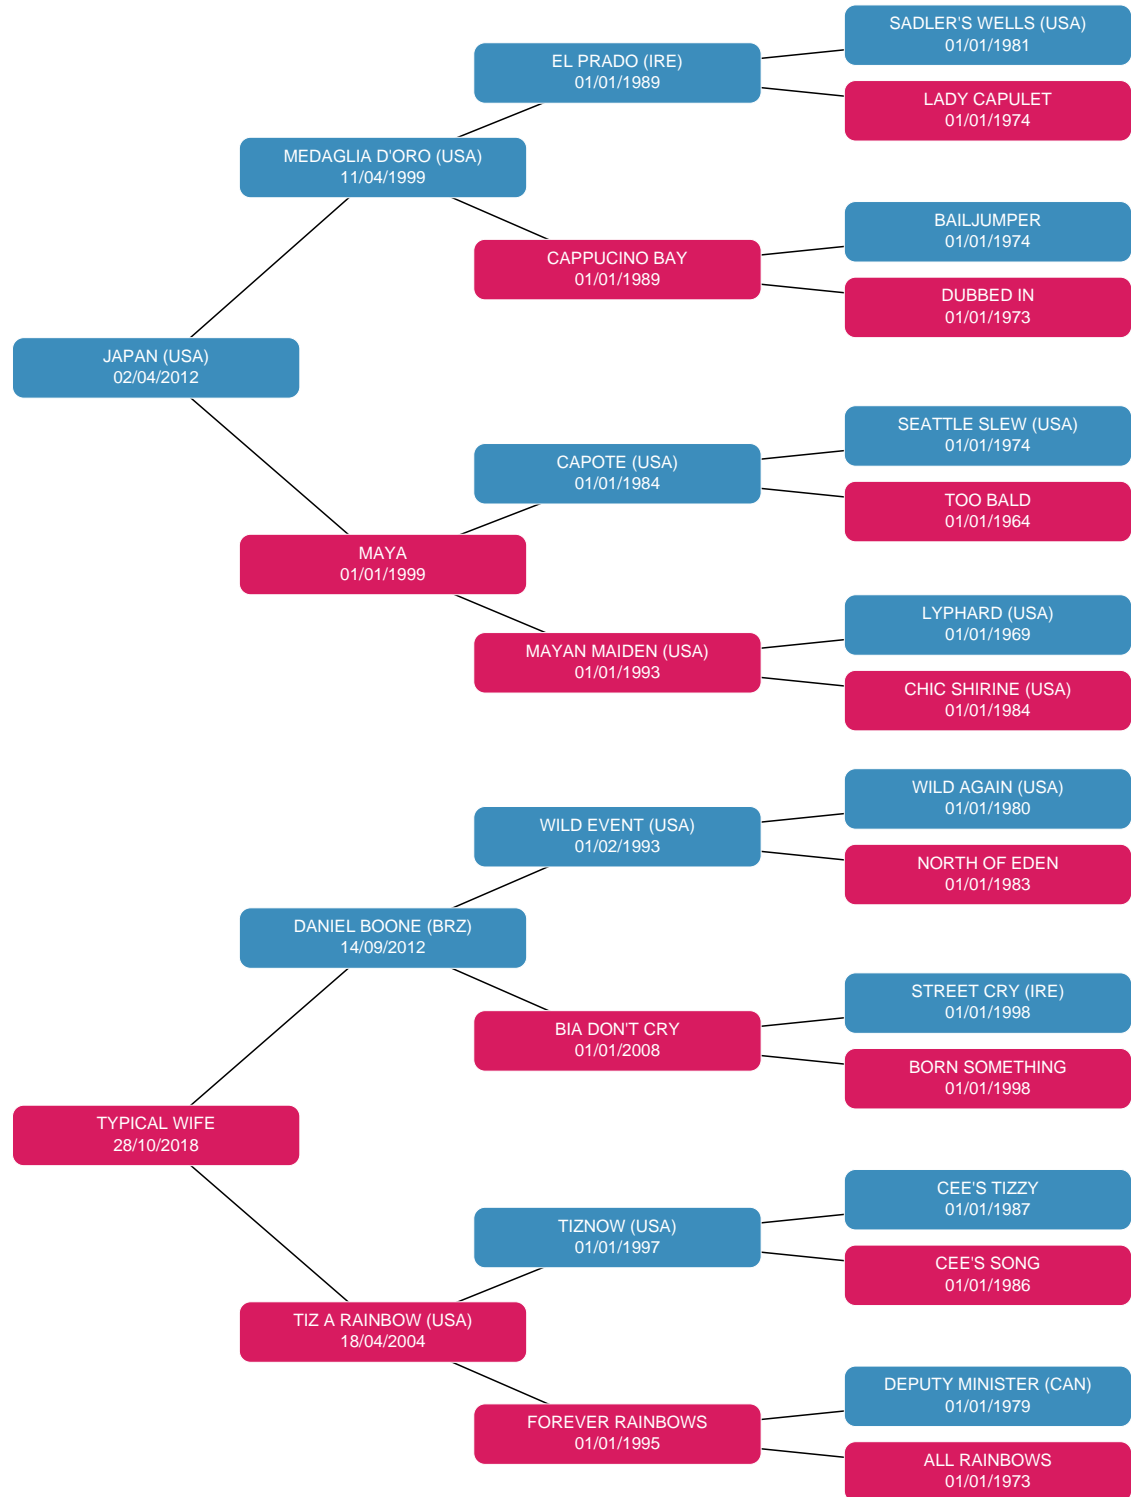 SADLER'S WELLS (USA)
01/01/1981
EL PRADO (IRE)
01/01/1989
LADY CAPULET
01/01/1974
MEDAGLIA D'ORO (USA)
11/04/1999
BAILJUMPER
01/01/1974
CAPPUCINO BAY
01/01/1989
DUBBED IN
01/01/1973
JAPAN (USA)
02/04/2012
SEATTLE SLEW (USA)
01/01/1974
CAPOTE (USA)
01/01/1984
TOO BALD
01/01/1964
MAYA
01/01/1999
LYPHARD (USA)
01/01/1969
MAYAN MAIDEN (USA)
01/01/1993
CHIC SHIRINE (USA)
01/01/1984
WILD AGAIN (USA)
01/01/1980
WILD EVENT (USA)
01/02/1993
NORTH OF EDEN
01/01/1983
DANIEL BOONE (BRZ)
14/09/2012
STREET CRY (IRE)
01/01/1998
BIA DON'T CRY
01/01/2008
BORN SOMETHING
01/01/1998
TYPICAL WIFE
28/10/2018
CEE'S TIZZY
01/01/1987
TIZNOW (USA)
01/01/1997
CEE'S SONG
01/01/1986
TIZ A RAINBOW (USA)
18/04/2004
DEPUTY MINISTER (CAN)
01/01/1979
FOREVER RAINBOWS
01/01/1995
ALL RAINBOWS
01/01/1973